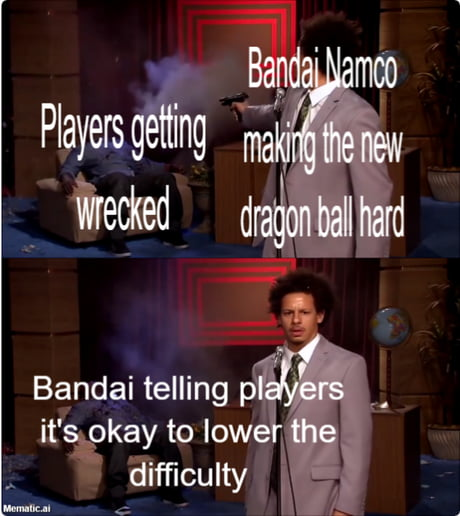 Bandai Namco
making the new
dragon ball hard
Players getting
wrecked
Bandai telling players
it's okay to lower the
difficulty
Mematic.ai